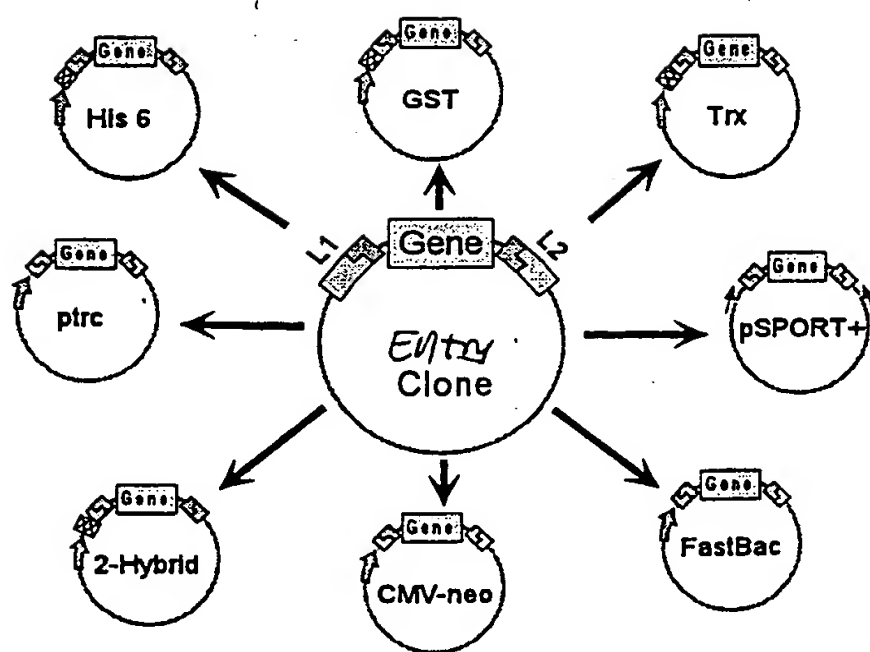 Gene
His 6
Gene
GST
Gene
Trx
L1
Gene
L2
Entry
Clone
Gene
ptrc
Gene
pSPORT+
Gene
2-Hybrid
Gene
CMV-neo
Gene
FastBac